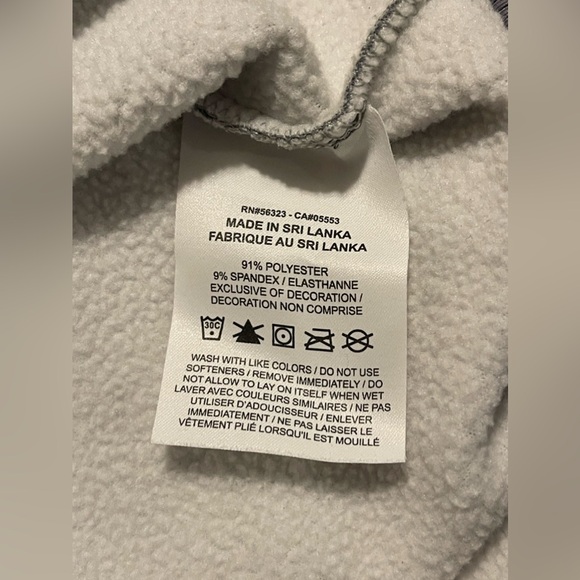 RN#56323 - CA#05553
MADE IN SRI LANKA
FABRIQUE AU SRI LANKA
91% POLYESTER
9% SPANDEX / ELASTHANNE
EXCLUSIVE OF DECORATION /
DECORATION NON COMPRISE
30C
WASH WITH LIKE COLORS / DO NOT USE
SOFTENERS / REMOVE IMMEDIATELY / DO
NOT ALLOW TO LAY ON ITSELF WHEN WET
LAVER AVEC COULEURS SIMILAIRES / NE PAS
UTILISER D'ADOUCISSEUR / ENLEVER
IMMEDIATEMENT / NE PAS LAISSER LE
VÊTEMENT PLIÉ LORSQU'IL EST MOUILLÉ